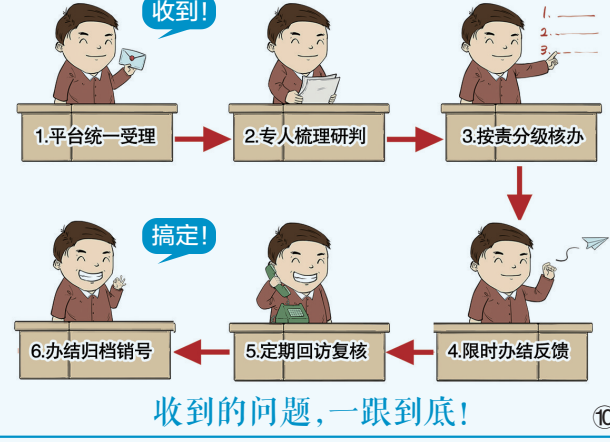 收到!
1.
2.
3.
1.平台统一受理
2.专人梳理研判
3.按责分级核办
搞定!
6.办结归档销号
5.定期回访复核
4.限时办结反馈
收到的问题,一跟到底!
⑩